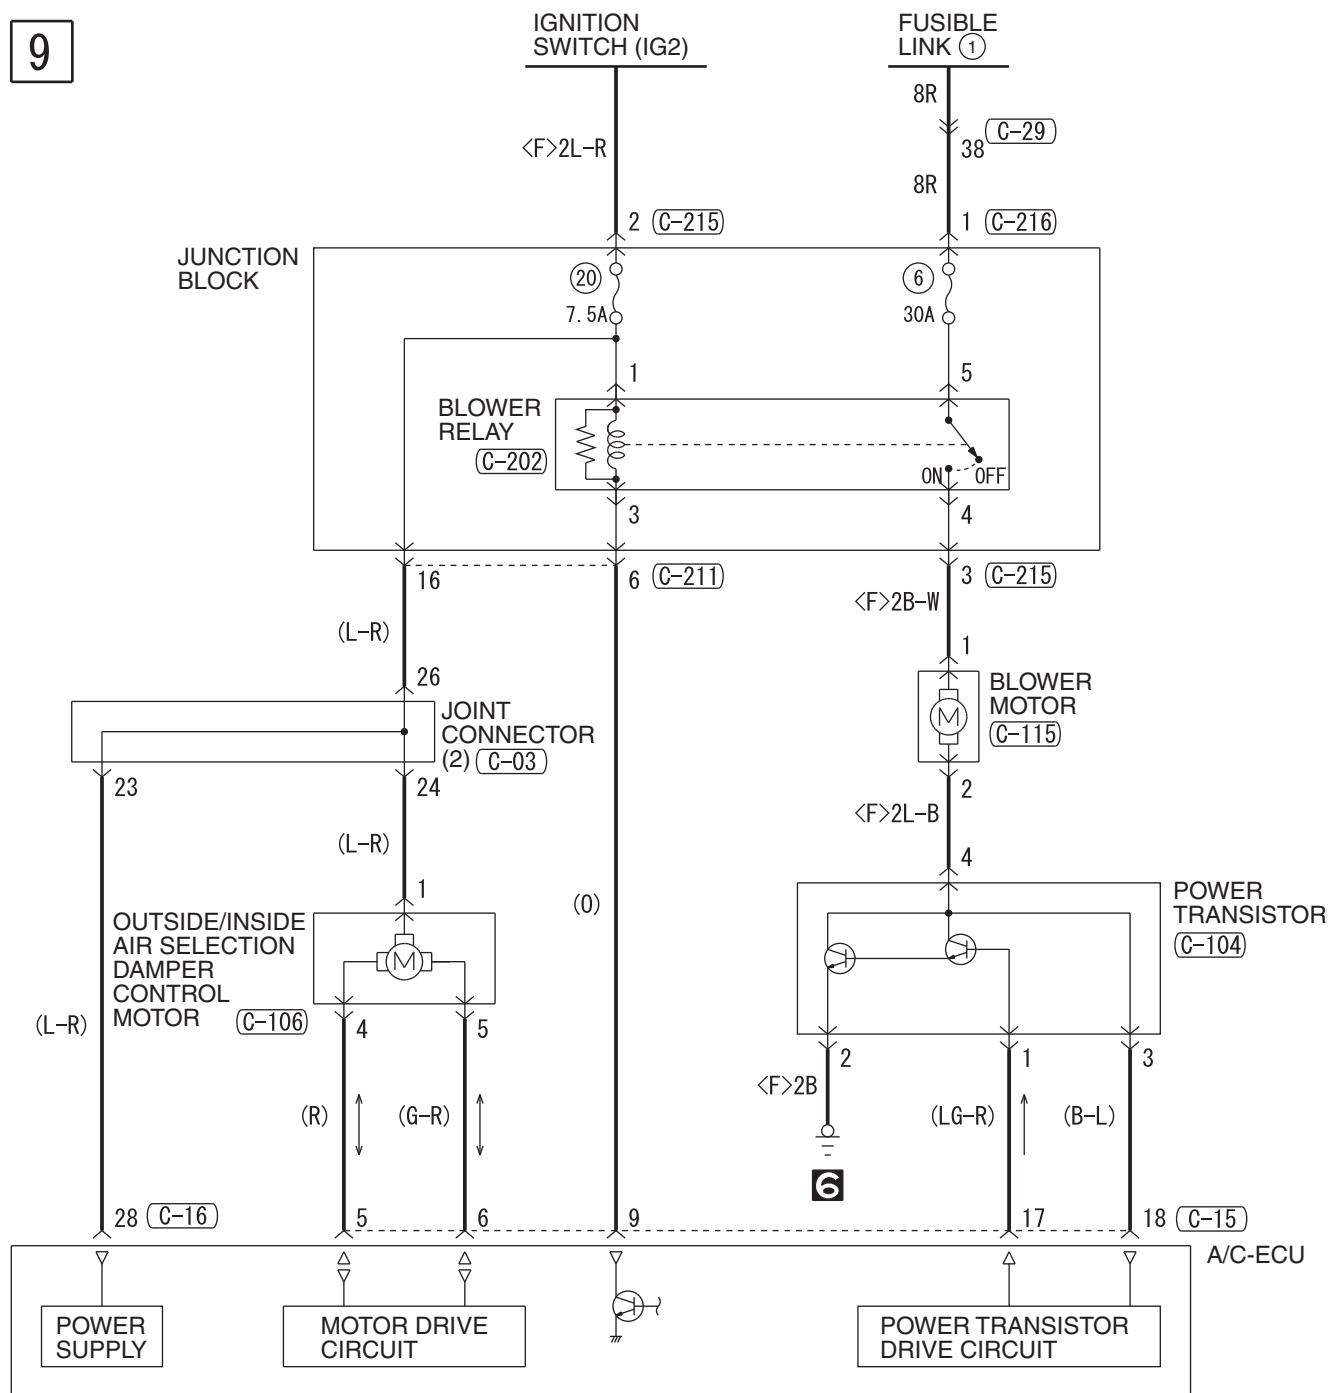 9
IGNITION
SWITCH (IG2)
FUSIBLE
LINK ①
8R
C-29
38
<F>2L-R
8R
2 C-215
1 C-216
JUNCTION
BLOCK
20
7.5A
6
30A
1
5
BLOWER
RELAY
C-202
ON
OFF
3
4
16
6 C-211
3 C-215
<F>2B-W
(L-R)
1
26
BLOWER
MOTOR
C-115
M
JOINT
CONNECTOR
(2) C-03
23
24
2
<F>2L-B
(L-R)
4
1
(O)
POWER
TRANSISTOR
C-104
OUTSIDE/INSIDE
AIR SELECTION
DAMPER
CONTROL
MOTOR
C-106
M
(L-R)
4
5
2
1
3
<F>2B
(R)
(G-R)
(LG-R)
(B-L)
6
28 C-16
5
6
9
17
18 C-15
A/C-ECU
POWER
SUPPLY
MOTOR DRIVE
CIRCUIT
POWER TRANSISTOR
DRIVE CIRCUIT